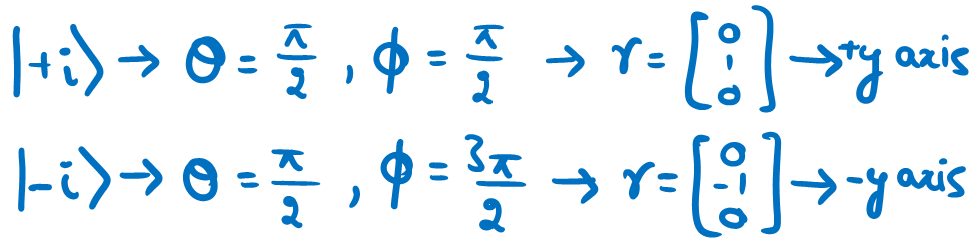 |+i⟩ → θ = π/2 , ϕ = π/2 → r = [0 1 0] → +y axis
|-i⟩ → θ = π/2 , ϕ = 3π/2 → r = [0 -1 0] → -y axis